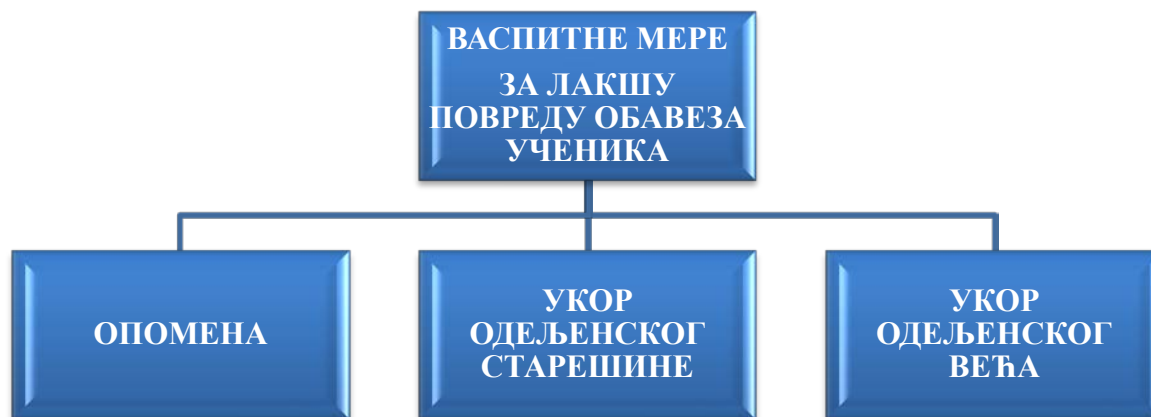 ВАСПИТНЕ МЕРЕ
ЗА ЛАКШУ
ПОВРЕДУ ОБАВЕЗА
УЧЕНИКА
ОПОМЕНА
УКОР
ОДЕЉЕНСКОГ
СТАРЕШИНЕ
УКОР
ОДЕЉЕНСКОГ
ВЕЋА